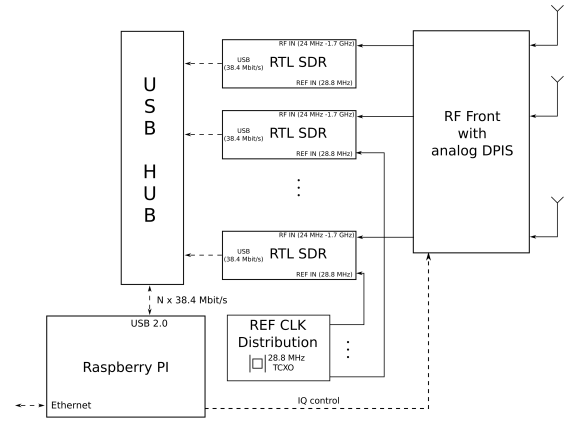 RF IN (24 MHz -1.7 GHz)
USB
(38.4 Mbit/s)
RTL SDR
REF IN (28.8 MHz)
RF IN (24 MHz -1.7 GHz)
USB
(38.4 Mbit/s)
RTL SDR
REF IN (28.8 MHz)
U
S
B
H
U
B
RF Front
with
analog DPIS
RF IN (24 MHz -1.7 GHz)
USB
(38.4 Mbit/s)
RTL SDR
REF IN (28.8 MHz)
N x 38.4 Mbit/s
USB 2.0
Raspberry PI
Ethernet
REF CLK
Distribution
28.8 MHz
TCXO
IQ control